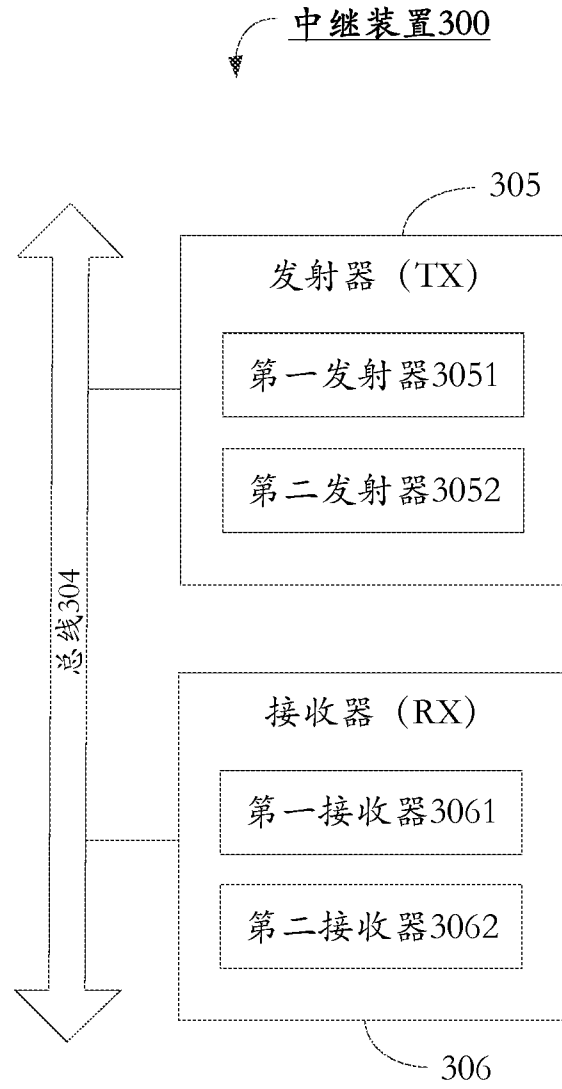 中继装置300
305
发射器（TX）
第一发射器3051
第二发射器3052
总线304
接收器（RX）
第一接收器3061
第二接收器3062
306